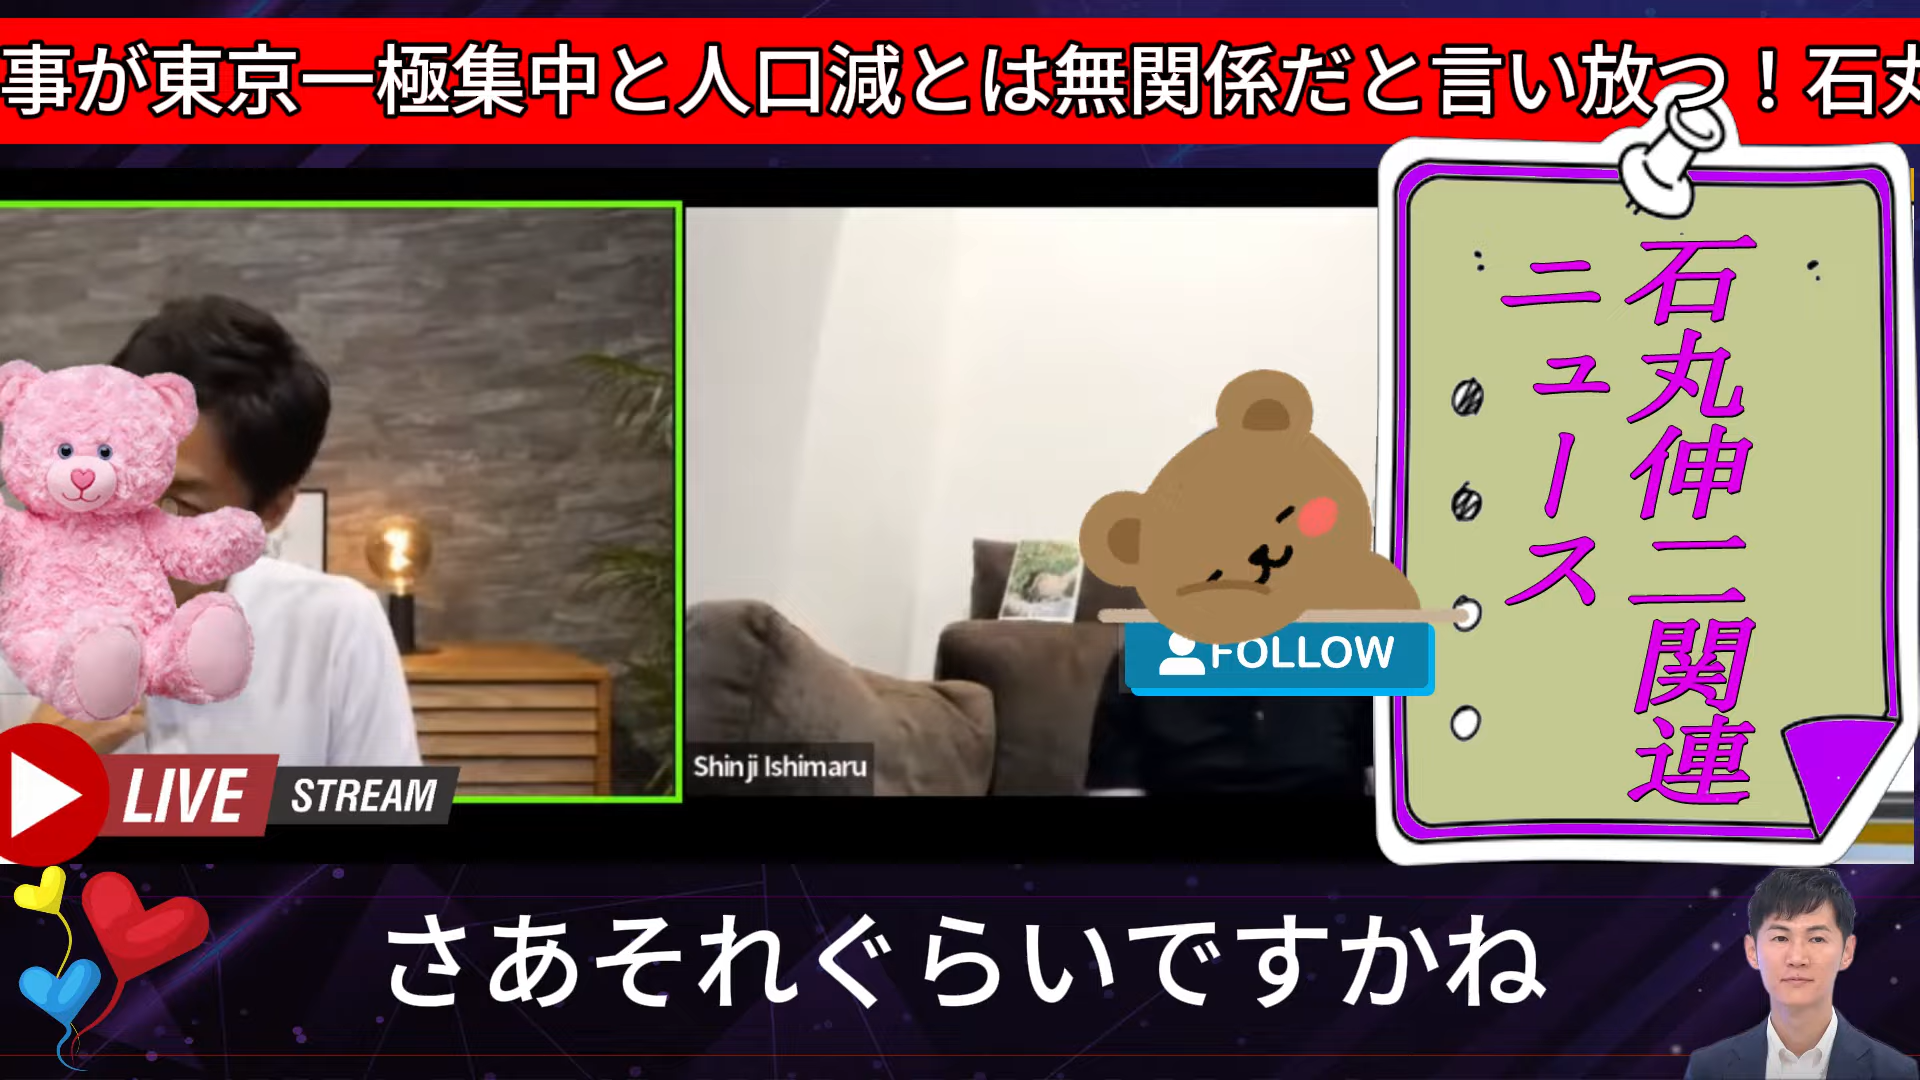 事が東京一極集中と人口減とは無関係だと言い放つ！石丸
石丸伸二関連
ニュース
FOLLOW
Shinji Ishimaru
LIVE STREAM
さあそれぐらいですかね